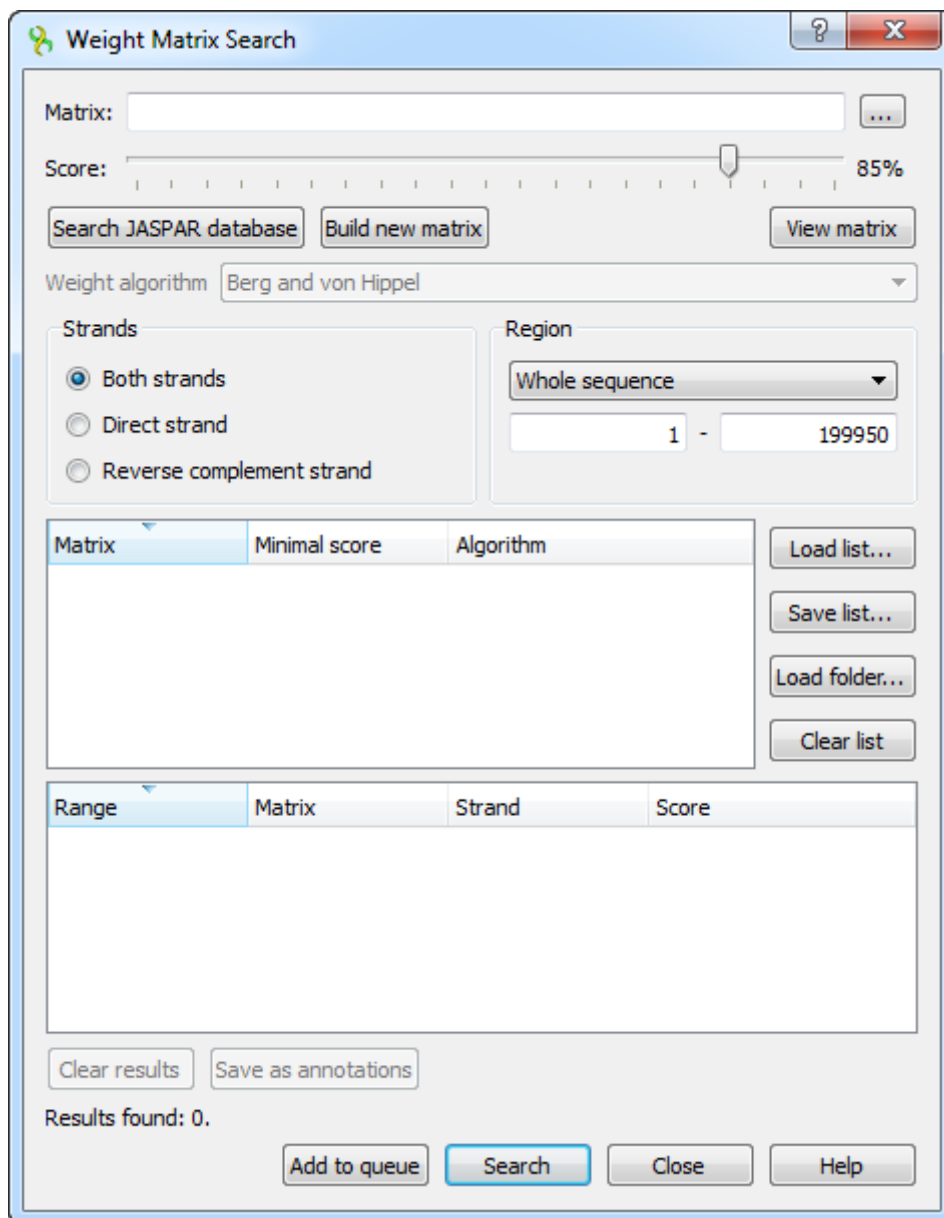 Weight Matrix Search
Matrix: ...
Score: 85%
Search JASPAR database Build new matrix View matrix
Weight algorithm Berg and von Hippel
Strands Region
Both strands Whole sequence
Direct strand 1 - 199950
Reverse complement strand
Matrix Minimal score Algorithm Load list...
Save list...
Load folder...
Clear list
Range Matrix Strand Score
Clear results Save as annotations
Results found: 0.
Add to queue Search Close Help